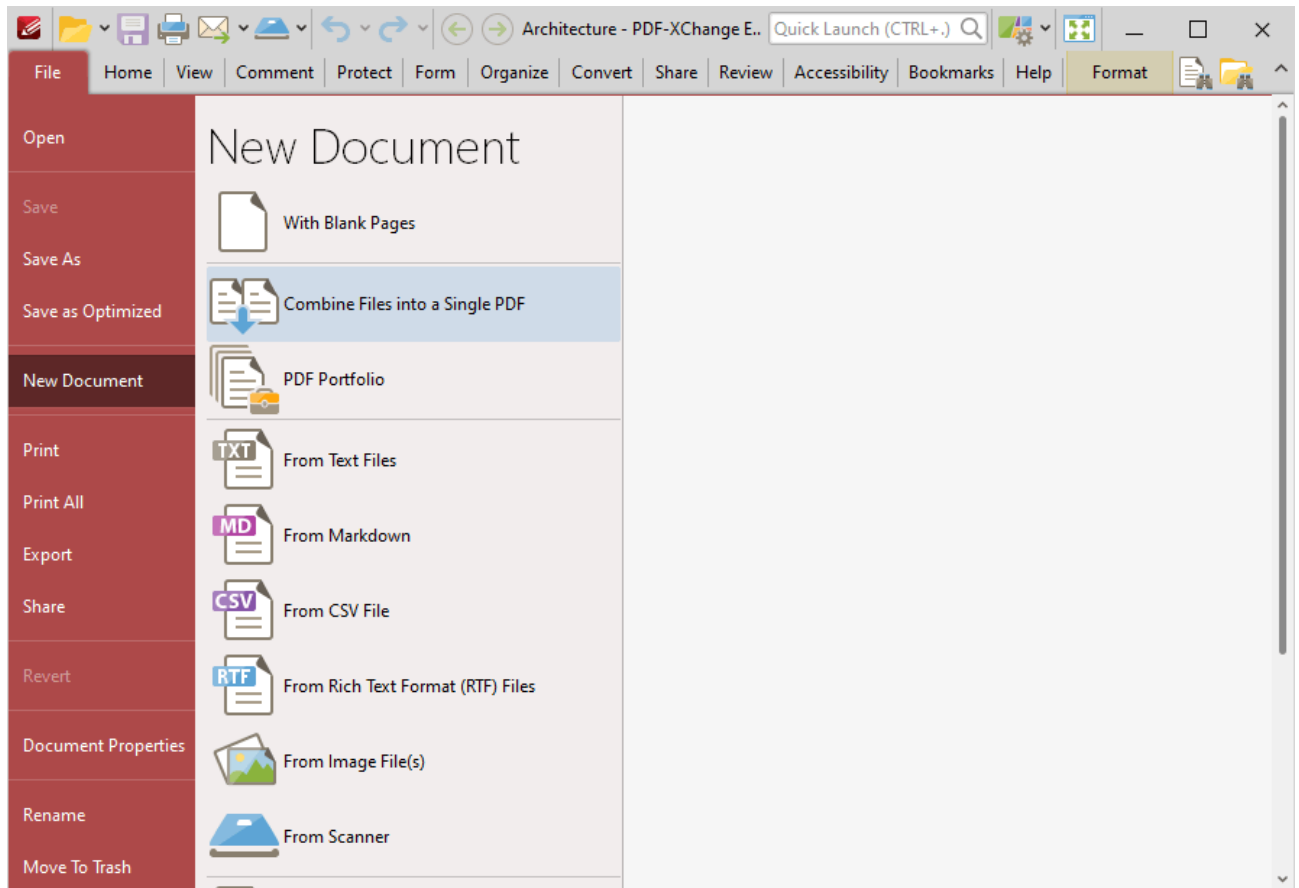 Architecture - PDF-XChange E..
Quick Launch (CTRL+.)
File Home View Comment Protect Form Organize Convert Share Review Accessibility Bookmarks Help Format
Open
Save
Save As
Save as Optimized
New Document
Print
Print All
Export
Share
Revert
Document Properties
Rename
Move To Trash
New Document
With Blank Pages
Combine Files into a Single PDF
PDF Portfolio
TXT
From Text Files
MD
From Markdown
CSV
From CSV File
RTF
From Rich Text Format (RTF) Files
From Image File(s)
From Scanner